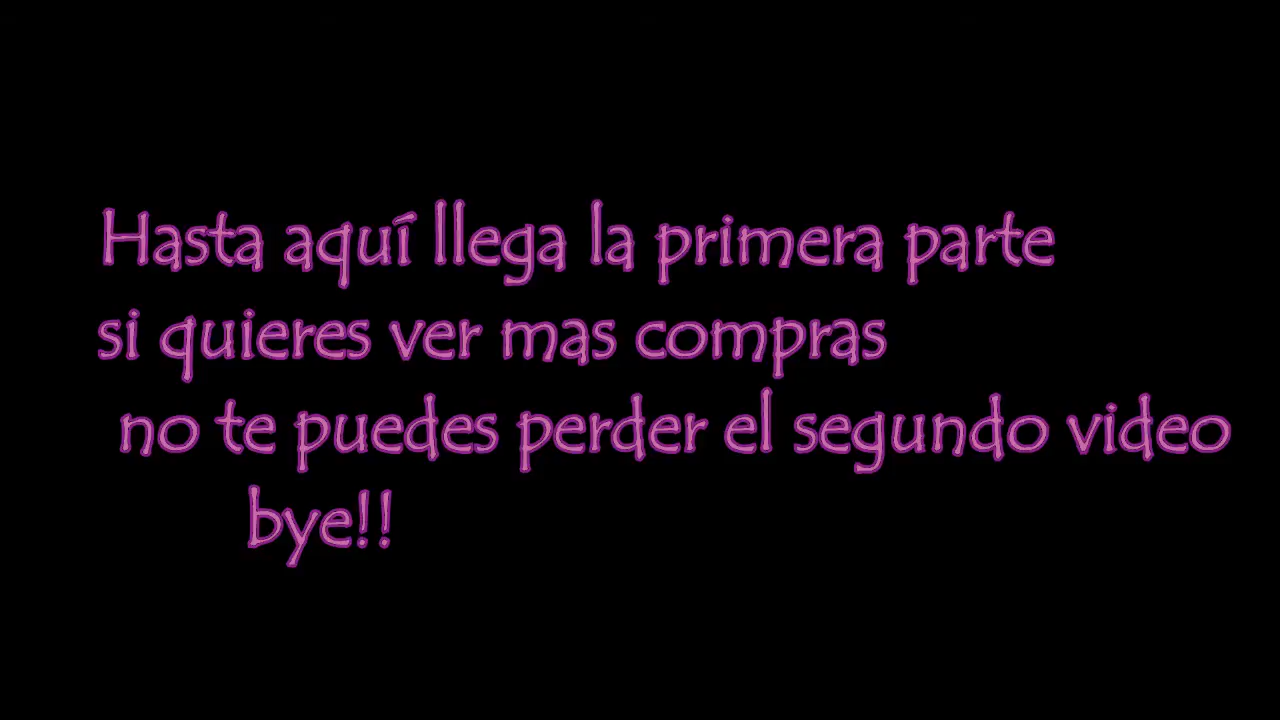 Hasta aquí llega la primera parte
si quieres ver mas compras
no te puedes perder el segundo video
bye!!